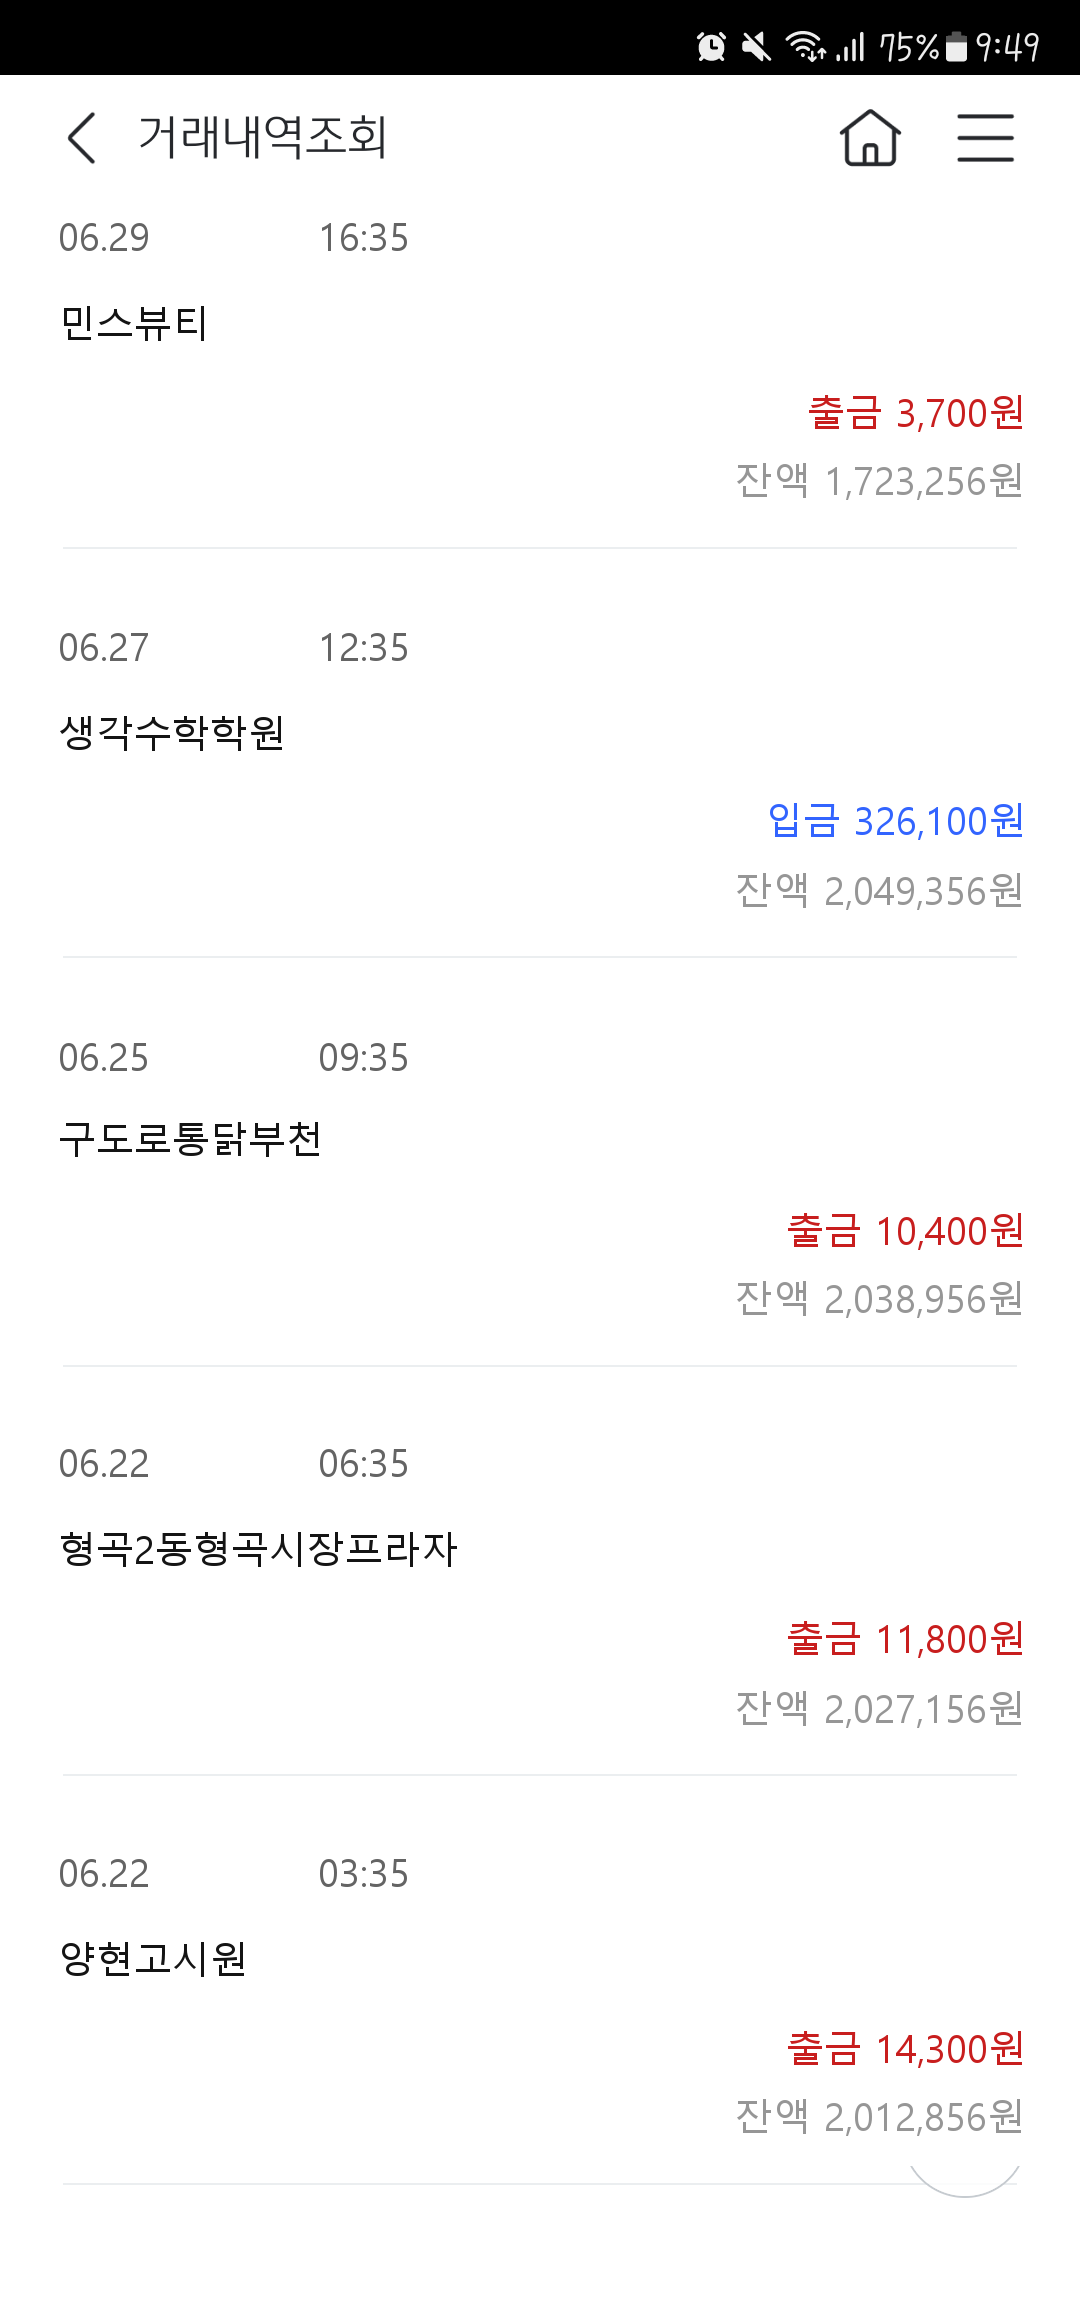 75% 9:49
거래내역조회
06.29 16:35
민스뷰티
출금 3,700원
잔액 1,723,256원
06.27 12:35
생각수학학원
입금 326,100원
잔액 2,049,356원
06.25 09:35
구도로통닭부천
출금 10,400원
잔액 2,038,956원
06.22 06:35
형곡2동형곡시장프라자
출금 11,800원
잔액 2,027,156원
06.22 03:35
양현고시원
출금 14,300원
잔액 2,012,856원